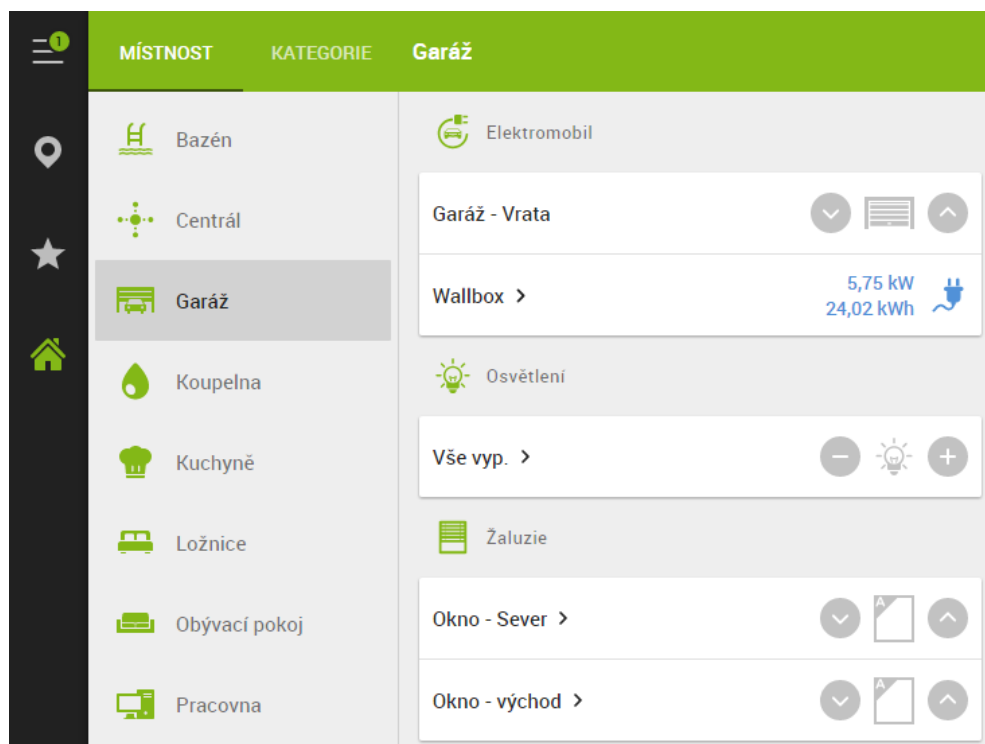 1
MÍSTNOST
KATEGORIE
Garáž
Bazén
Centrál
Garáž
Koupelna
Kuchyně
Ložnice
Obývací pokoj
Pracovna
Elektromobil
Garáž - Vrata
Wallbox >
5,75 kW
24,02 kWh
Osvětlení
Vše vyp. >
Žaluzie
Okno - Sever >
A
Okno - východ >
A